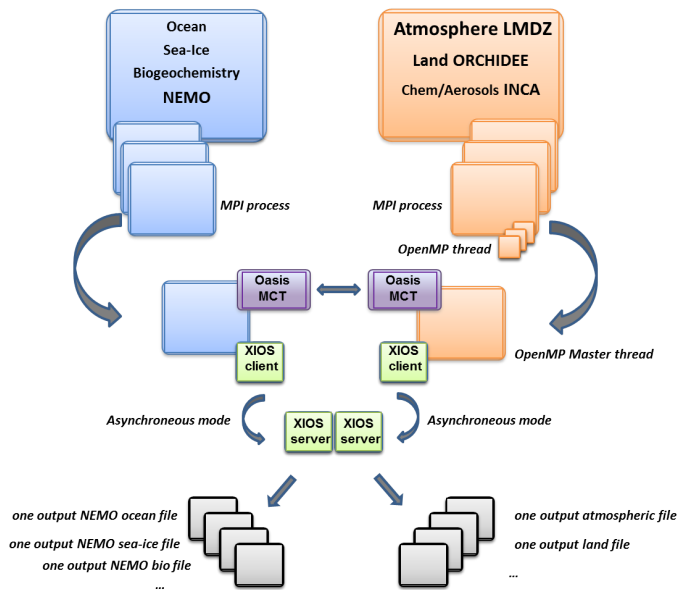 Ocean
Sea-Ice
Biogeochemistry
NEMO
Atmosphere LMDZ
Land ORCHIDEE
Chem/Aerosols INCA
MPI process
MPI process
OpenMP thread
Oasis
MCT
Oasis
MCT
XIOS
client
XIOS
client
OpenMP Master thread
Asynchroneous mode
XIOS
server
XIOS
server
Asynchroneous mode
one output NEMO ocean file
one output NEMO sea-ice file
one output NEMO bio file
...
one output atmospheric file
one output land file
...